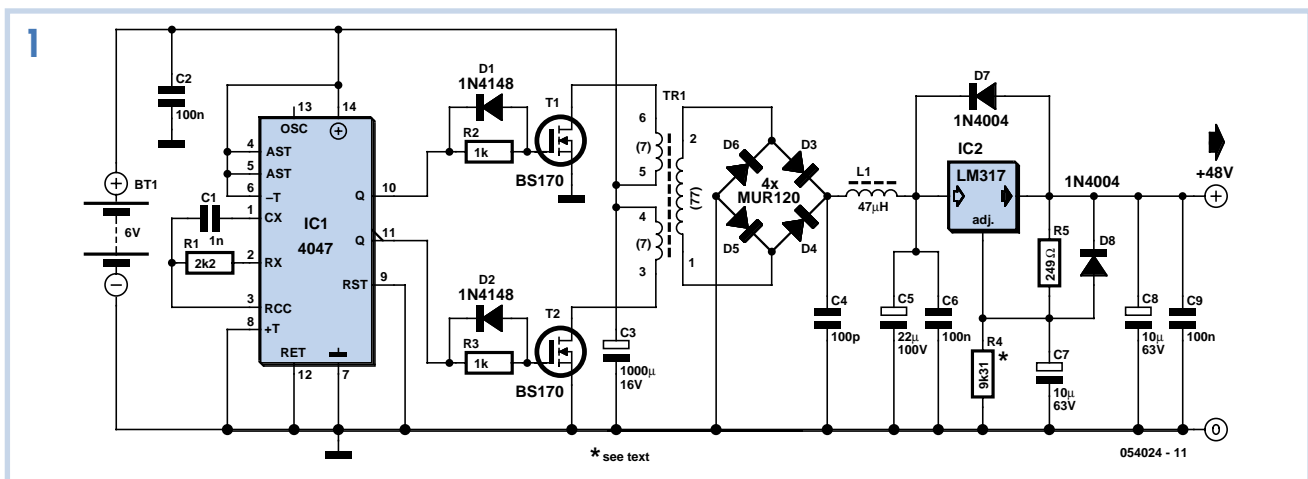 1
C2
100n
BT1
6V
13
14
OSC
4
AST
5
AST
6
–T
1
CX
2
RX
3
RCC
8
+T
RET
12
7
IC1
4047
Q
10
Q
11
RST
9
C1
1n
R1
2k2
D1
1N4148
R2
1k
T1
BS170
D2
1N4148
R3
1k
T2
BS170
TR1
6
(7)
5
4
(7)
3
2
(77)
1
C3
1000µ
16V
D6
D3
4x
MUR120
D5
D4
C4
100p
L1
47µH
C5
22µ
100V
C6
100n
D7
1N4004
IC2
LM317
adj.
1N4004
R5
249Ω
D8
R4
*
9k31
C7
10µ
63V
C8
10µ
63V
C9
100n
+48V
0
* see text
054024 - 11